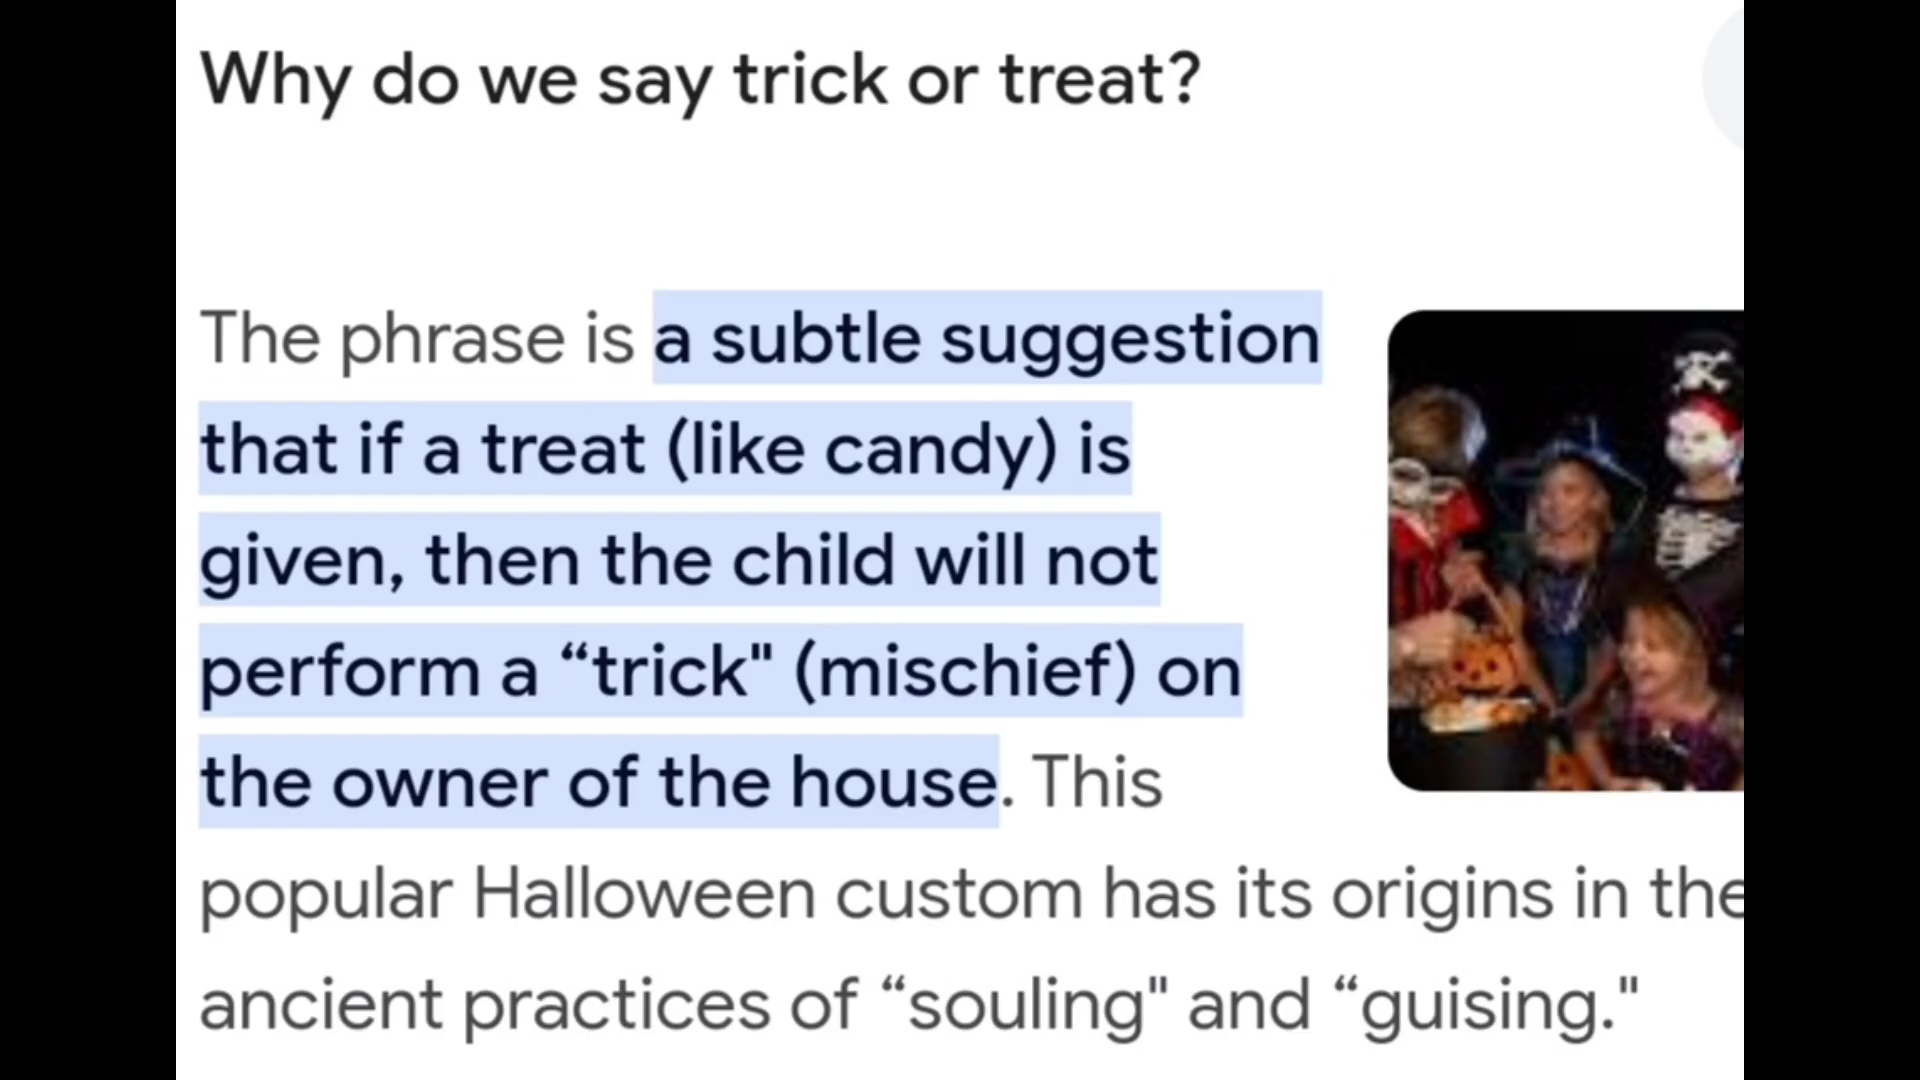 Why do we say trick or treat?
The phrase is a subtle suggestion
that if a treat (like candy) is
given, then the child will not
perform a “trick" (mischief) on
the owner of the house. This
popular Halloween custom has its origins in the
ancient practices of “souling" and “guising."